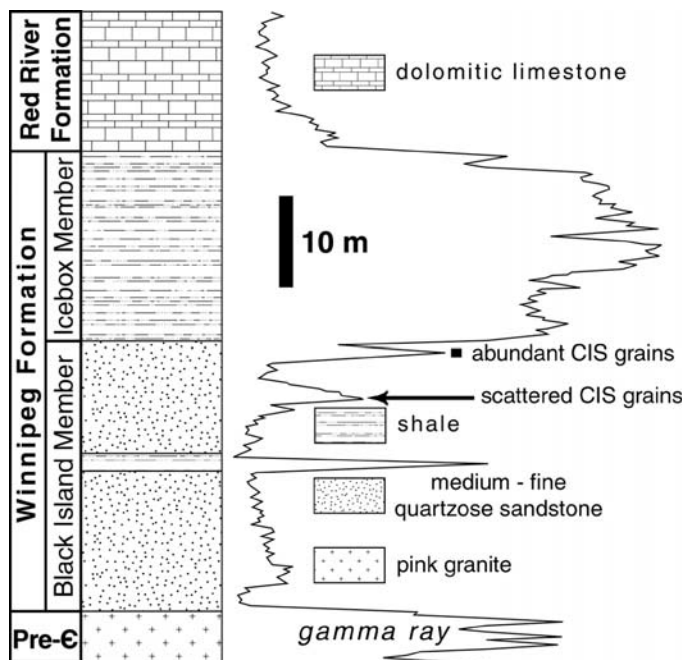 Red River
Formation
dolomitic limestone
Winnipeg Formation
Icebox Member
10 m
abundant CIS grains
scattered CIS grains
Black Island Member
shale
medium - fine
quartzose sandstone
pink granite
Pre-Є
gamma ray